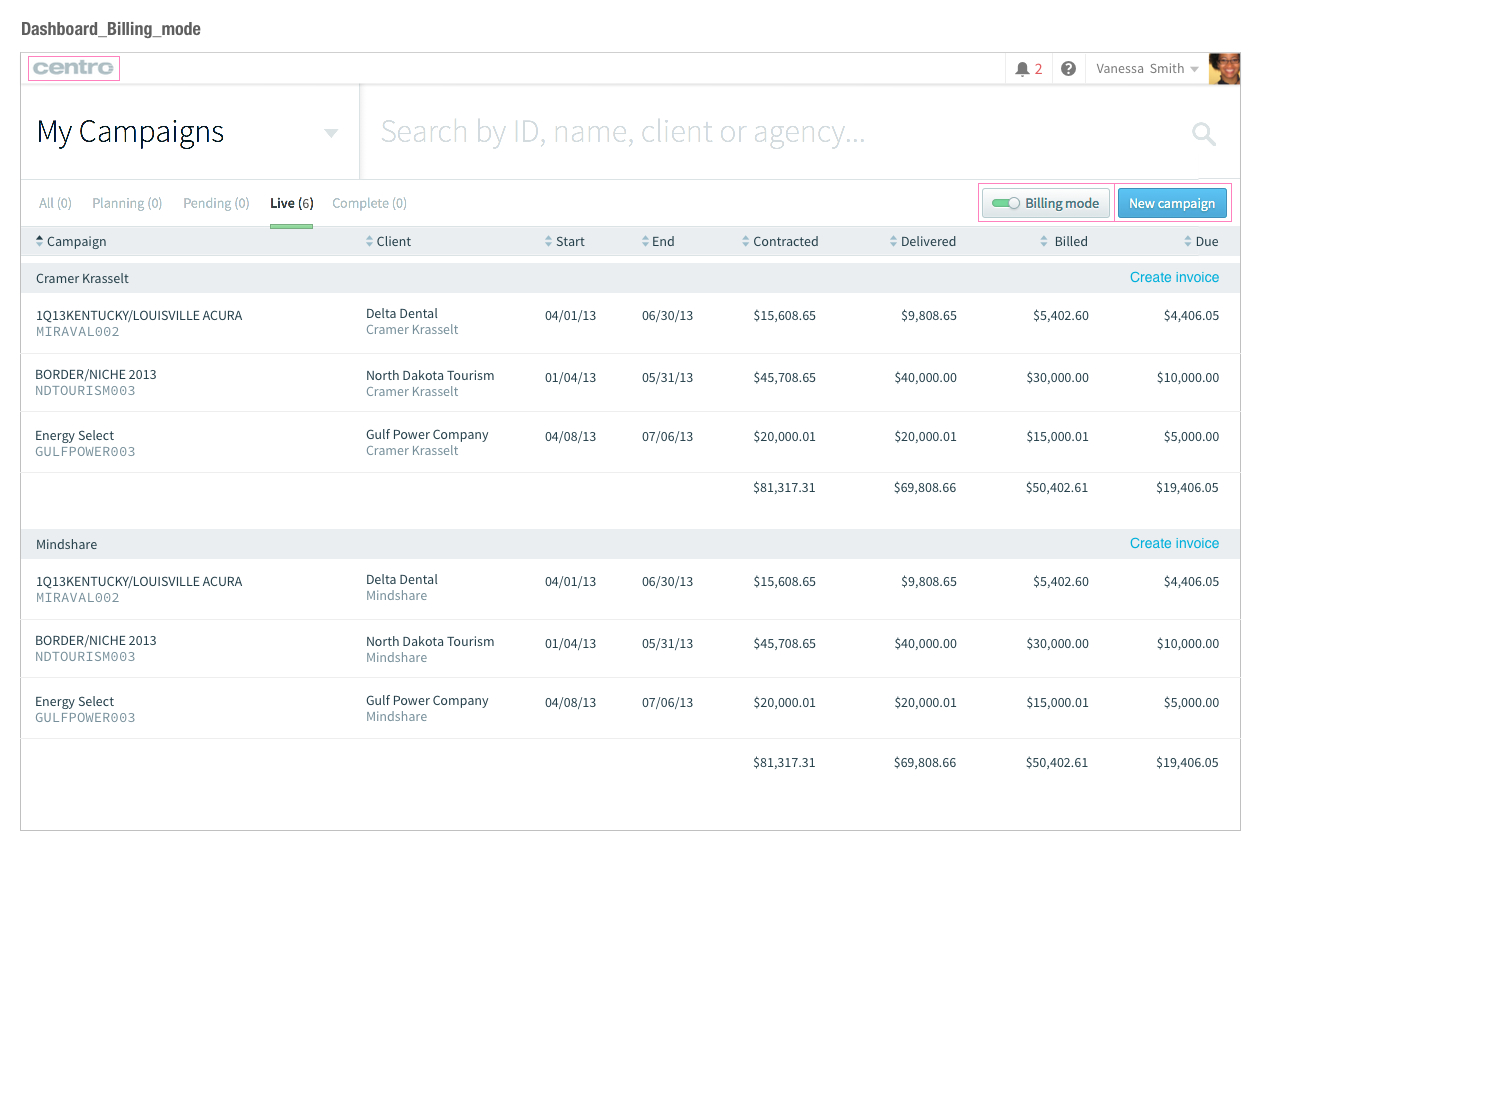 Dashboard_Billing_mode
centro
2
Vanessa Smith
My Campaigns
Search by ID, name, client or agency...
All (0) Planning (0) Pending (0) Live (6) Complete (0)
Billing mode
New campaign
Campaign Client Start End Contracted Delivered Billed Due
Cramer Krasselt Create invoice
1Q13KENTUCKY/LOUISVILLE ACURA Delta Dental 04/01/13 06/30/13 $15,608.65 $9,808.65 $5,402.60 $4,406.05
MIRAVAL002 Cramer Krasselt
BORDER/NICHE 2013 North Dakota Tourism 01/04/13 05/31/13 $45,708.65 $40,000.00 $30,000.00 $10,000.00
NDTOURISM003 Cramer Krasselt
Energy Select Gulf Power Company 04/08/13 07/06/13 $20,000.01 $20,000.01 $15,000.01 $5,000.00
GULFPOWER003 Cramer Krasselt
$81,317.31 $69,808.66 $50,402.61 $19,406.05
Mindshare Create invoice
1Q13KENTUCKY/LOUISVILLE ACURA Delta Dental 04/01/13 06/30/13 $15,608.65 $9,808.65 $5,402.60 $4,406.05
MIRAVAL002 Mindshare
BORDER/NICHE 2013 North Dakota Tourism 01/04/13 05/31/13 $45,708.65 $40,000.00 $30,000.00 $10,000.00
NDTOURISM003 Mindshare
Energy Select Gulf Power Company 04/08/13 07/06/13 $20,000.01 $20,000.01 $15,000.01 $5,000.00
GULFPOWER003 Mindshare
$81,317.31 $69,808.66 $50,402.61 $19,406.05